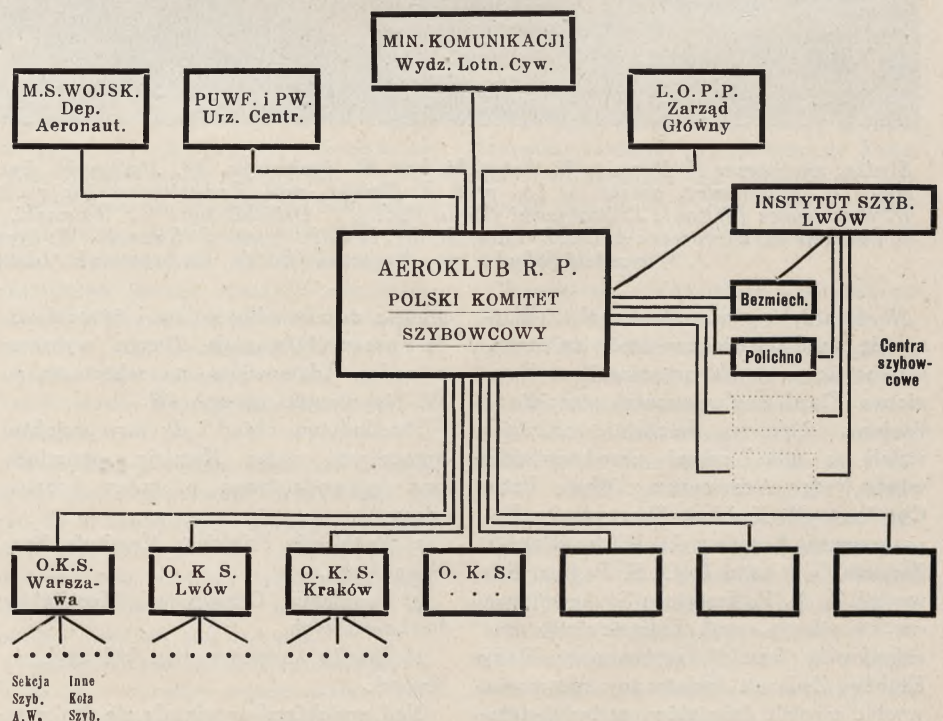 MIN. KOMUNIKACJI
Wydz. Lotn. Cyw.
M.S.WOJSK.
Dep.
Aeronaut.
PUWF. i PW.
Urz. Centr.
L.O.P.P.
Zarząd
Główny
INSTYTUT SZYB.
LWÓW
AEROKLUB R. P.
POLSKI KOMITET
SZYBOWCOWY
Bezmiech.
Polichno
Centra
szybow-
cowe
O.K.S.
Warsza-
wa
O. K. S.
Lwów
O. K. S.
Kraków
O. K. S.
. . .
Sekcja Inne
Szyb. Koła
A.W. Szyb.